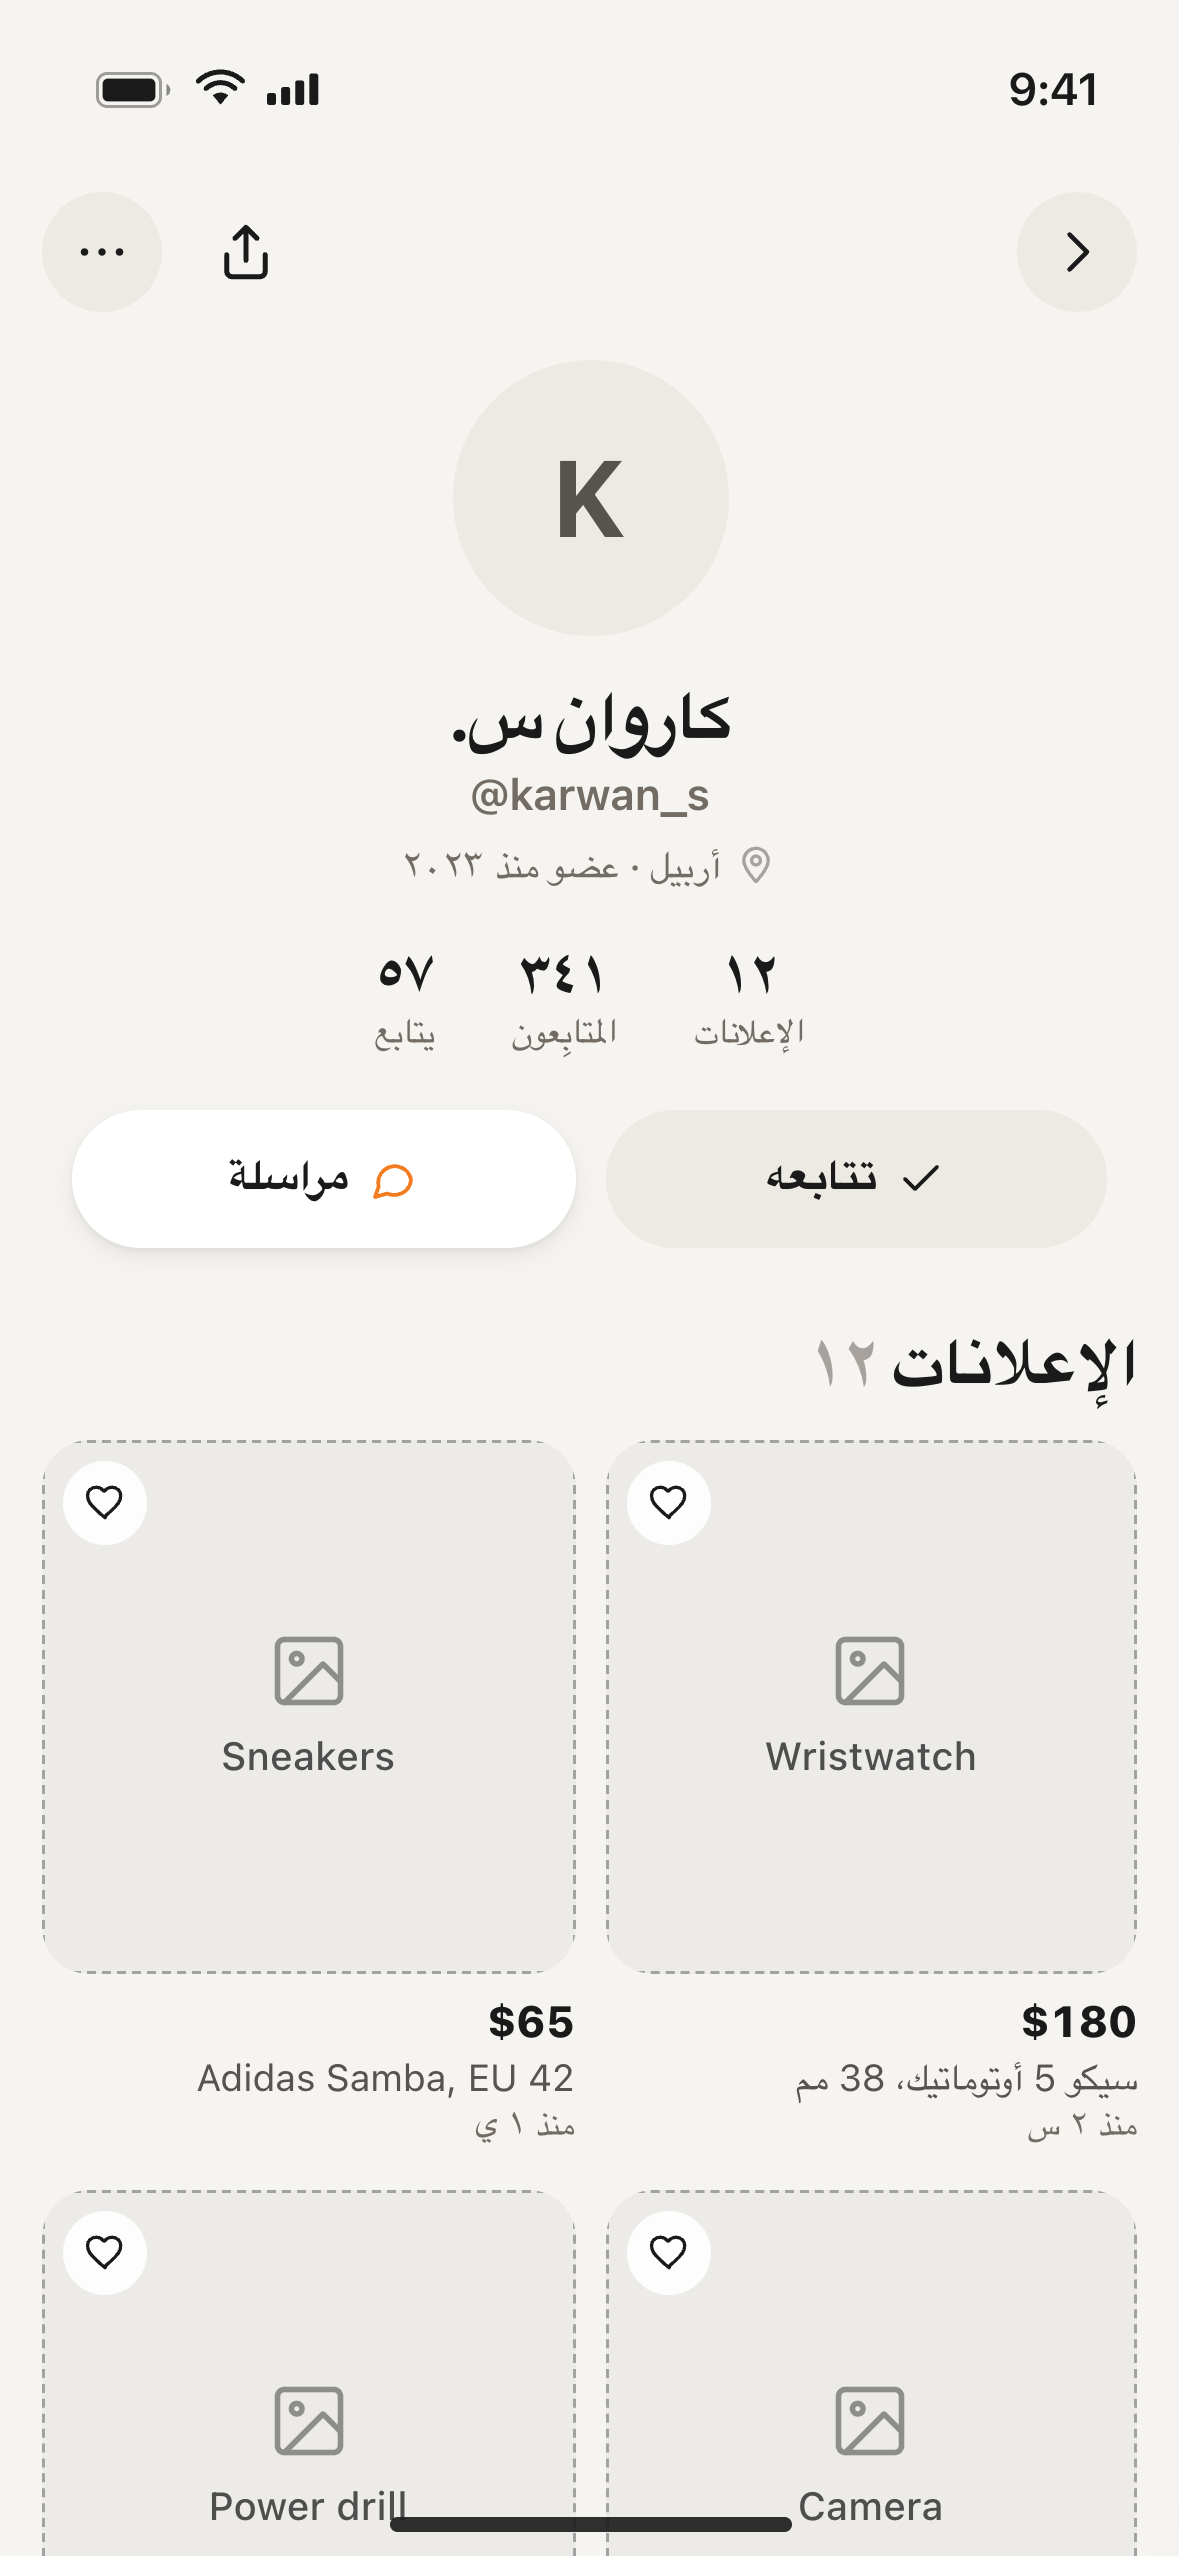 9:41
K
كاروان س.
@karwan_s
أربيل · عضو منذ ٢٠٢٣
١٢
الإعلانات
٣٤١
المتابِعون
٥٧
يتابع
تتابعه
مراسلة
الإعلانات ١٢
Wristwatch
$180
سيكو 5 أوتوماتيك، 38 مم
منذ ٢ س
Sneakers
$65
Adidas Samba, EU 42
منذ ١ ي
Camera
Power drill